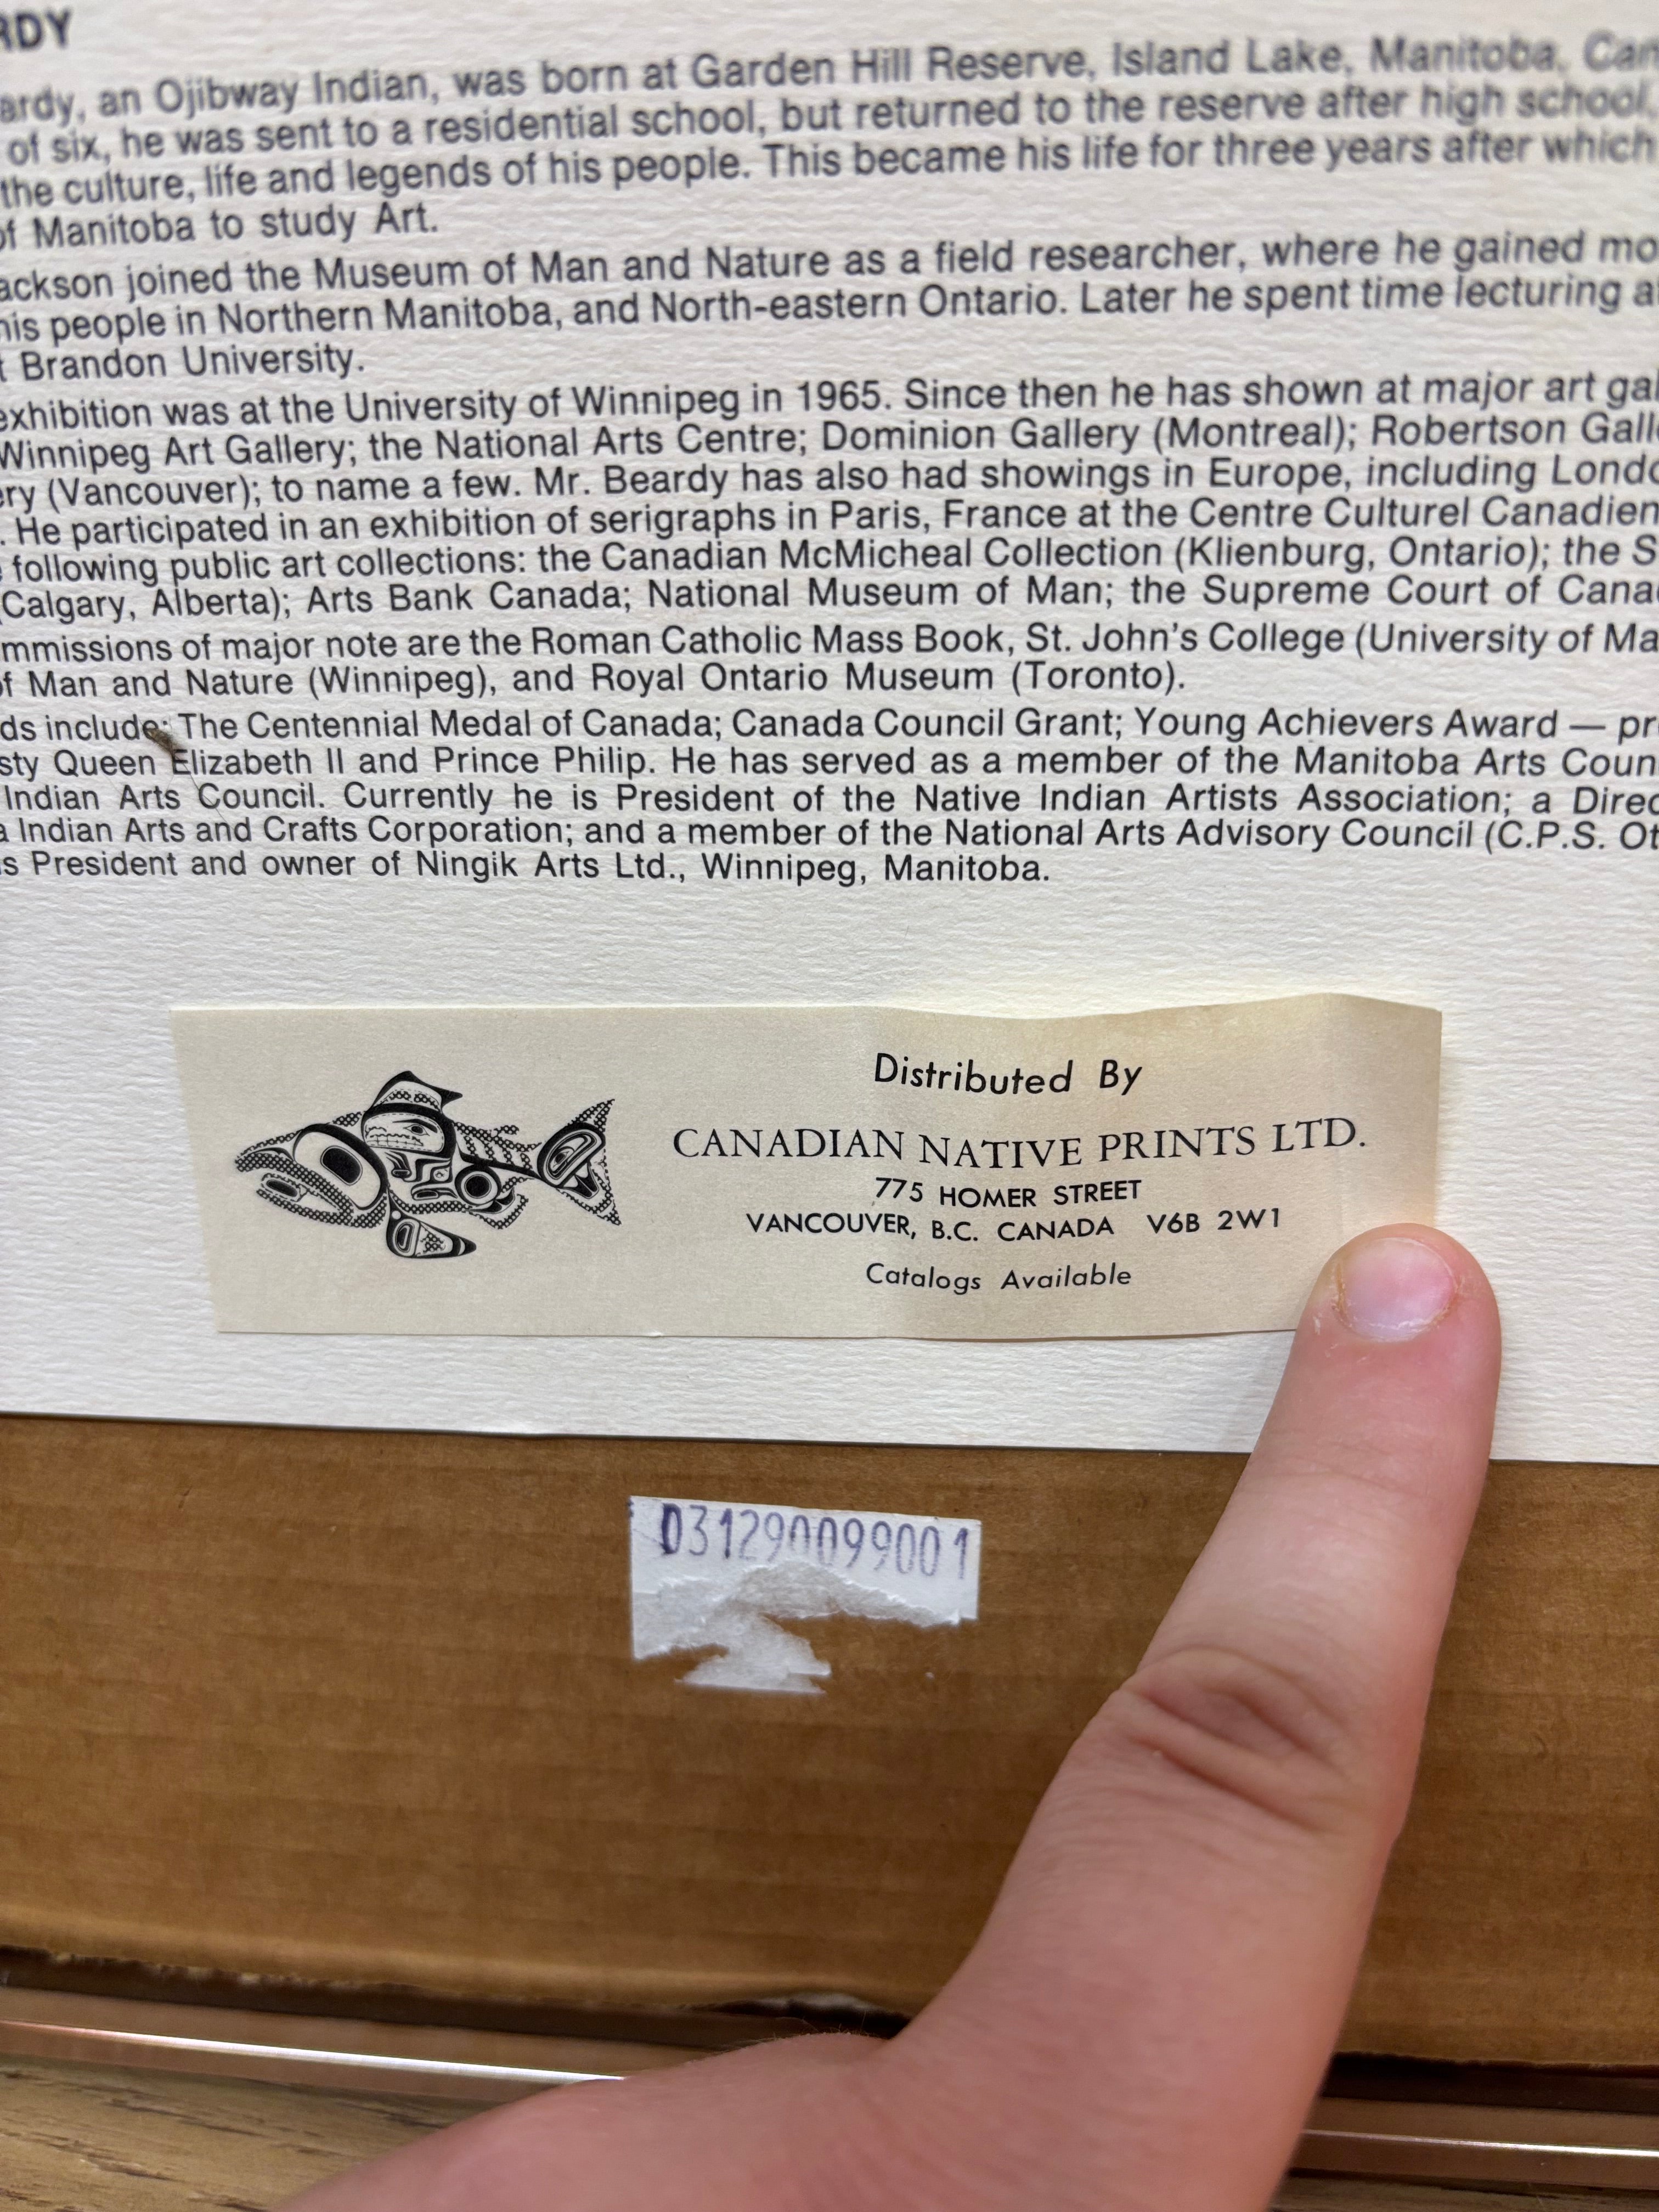 RDY
ardy, an Ojibway Indian, was born at Garden Hill Reserve, Island Lake, Manitoba, Can
of six, he was sent to a residential school, but returned to the reserve after high school,
the culture, life and legends of his people. This became his life for three years after which
of Manitoba to study Art.
ackson joined the Museum of Man and Nature as a field researcher, where he gained mo
his people in Northern Manitoba, and North-eastern Ontario. Later he spent time lecturing at
t Brandon University.
exhibition was at the University of Winnipeg in 1965. Since then he has shown at major art gal
Winnipeg Art Gallery; the National Arts Centre; Dominion Gallery (Montreal); Robertson Galle
ery (Vancouver); to name a few. Mr. Beardy has also had showings in Europe, including Londo
. He participated in an exhibition of serigraphs in Paris, France at the Centre Culturel Canadien
e following public art collections: the Canadian McMicheal Collection (Klienburg, Ontario); the S
(Calgary, Alberta); Arts Bank Canada; National Museum of Man; the Supreme Court of Cana
mmissions of major note are the Roman Catholic Mass Book, St. John's College (University of Ma
of Man and Nature (Winnipeg), and Royal Ontario Museum (Toronto).
ds include: The Centennial Medal of Canada; Canada Council Grant; Young Achievers Award — pr
sty Queen Elizabeth II and Prince Philip. He has served as a member of the Manitoba Arts Coun
Indian Arts Council. Currently he is President of the Native Indian Artists Association; a Direc
a Indian Arts and Crafts Corporation; and a member of the National Arts Advisory Council (C.P.S. Ot
is President and owner of Ningik Arts Ltd., Winnipeg, Manitoba.
Distributed By
CANADIAN NATIVE PRINTS LTD.
775 HOMER STREET
VANCOUVER, B.C. CANADA V6B 2W1
Catalogs Available
031290099001